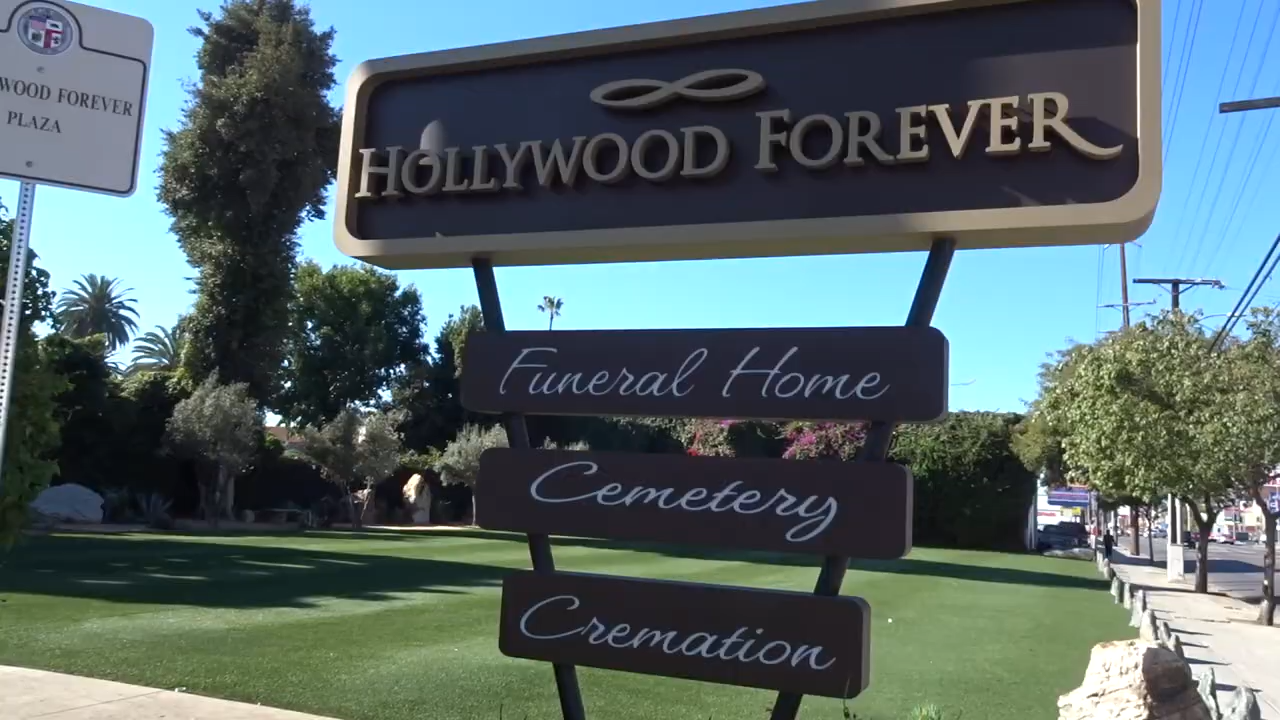 WOOD FOREVER
PLAZA
HOLLYWOOD FOREVER
Funeral Home
Cemetery
Cremation